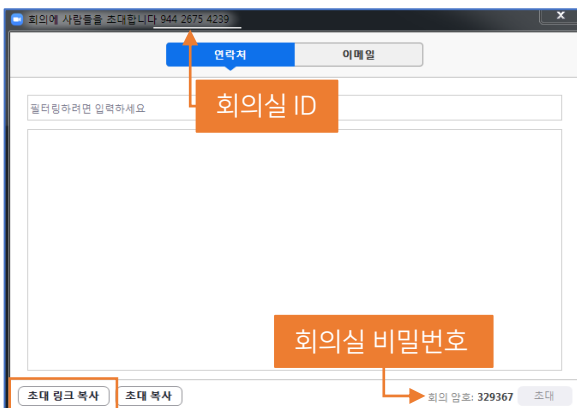 회의에 사람들을 초대합니다 944 2675 4239
x
연락처
이메일
필터링하려면 입력하세요
회의실 ID
회의실 비밀번호
초대 링크 복사
초대 복사
회의 암호: 329367
초대